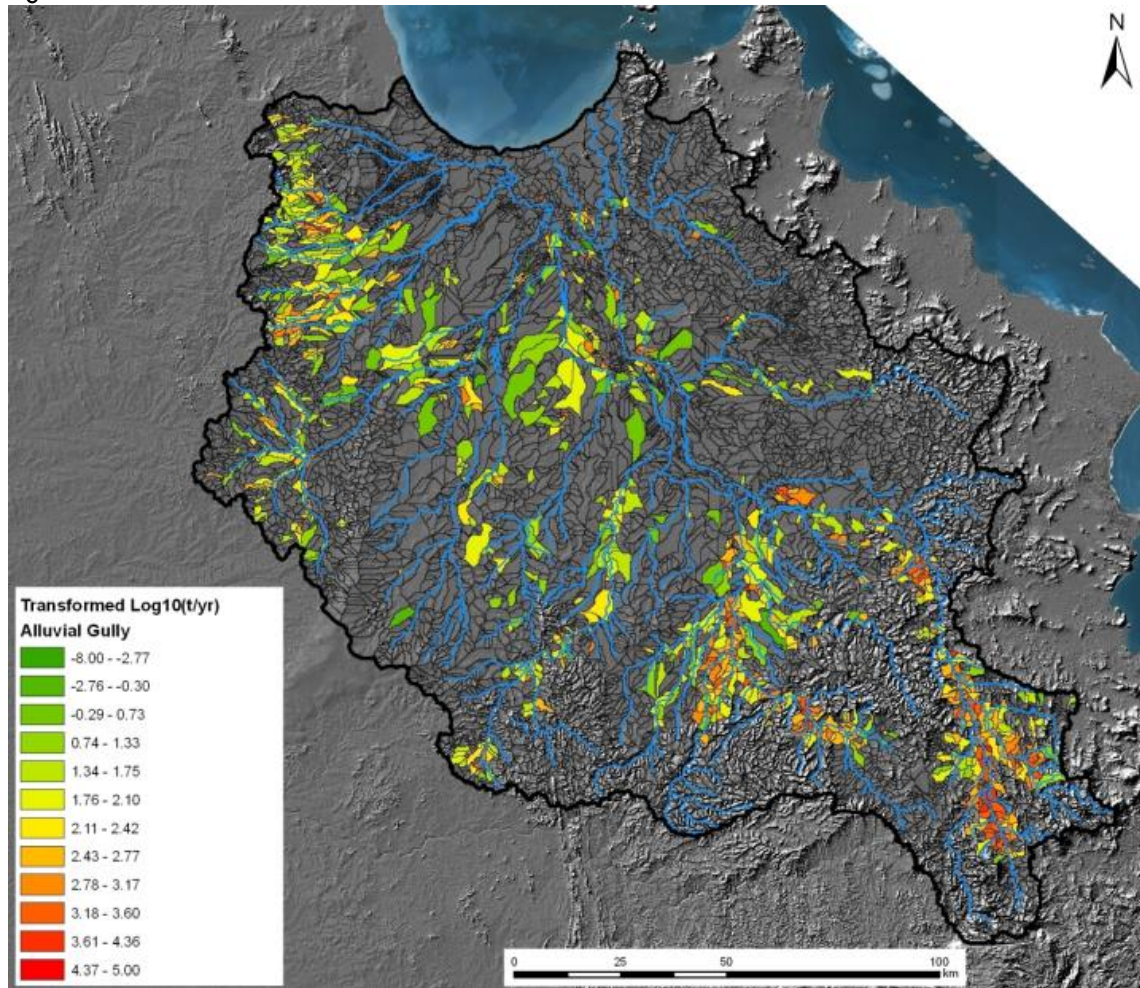 N
Transformed Log10(t/yr)
Alluvial Gully
-8.00 - -2.77
-2.76 - -0.30
-0.29 - 0.73
0.74 - 1.33
1.34 - 1.75
1.76 - 2.10
2.11 - 2.42
2.43 - 2.77
2.78 - 3.17
3.18 - 3.60
3.61 - 4.36
4.37 - 5.00
0 25 50 100
km